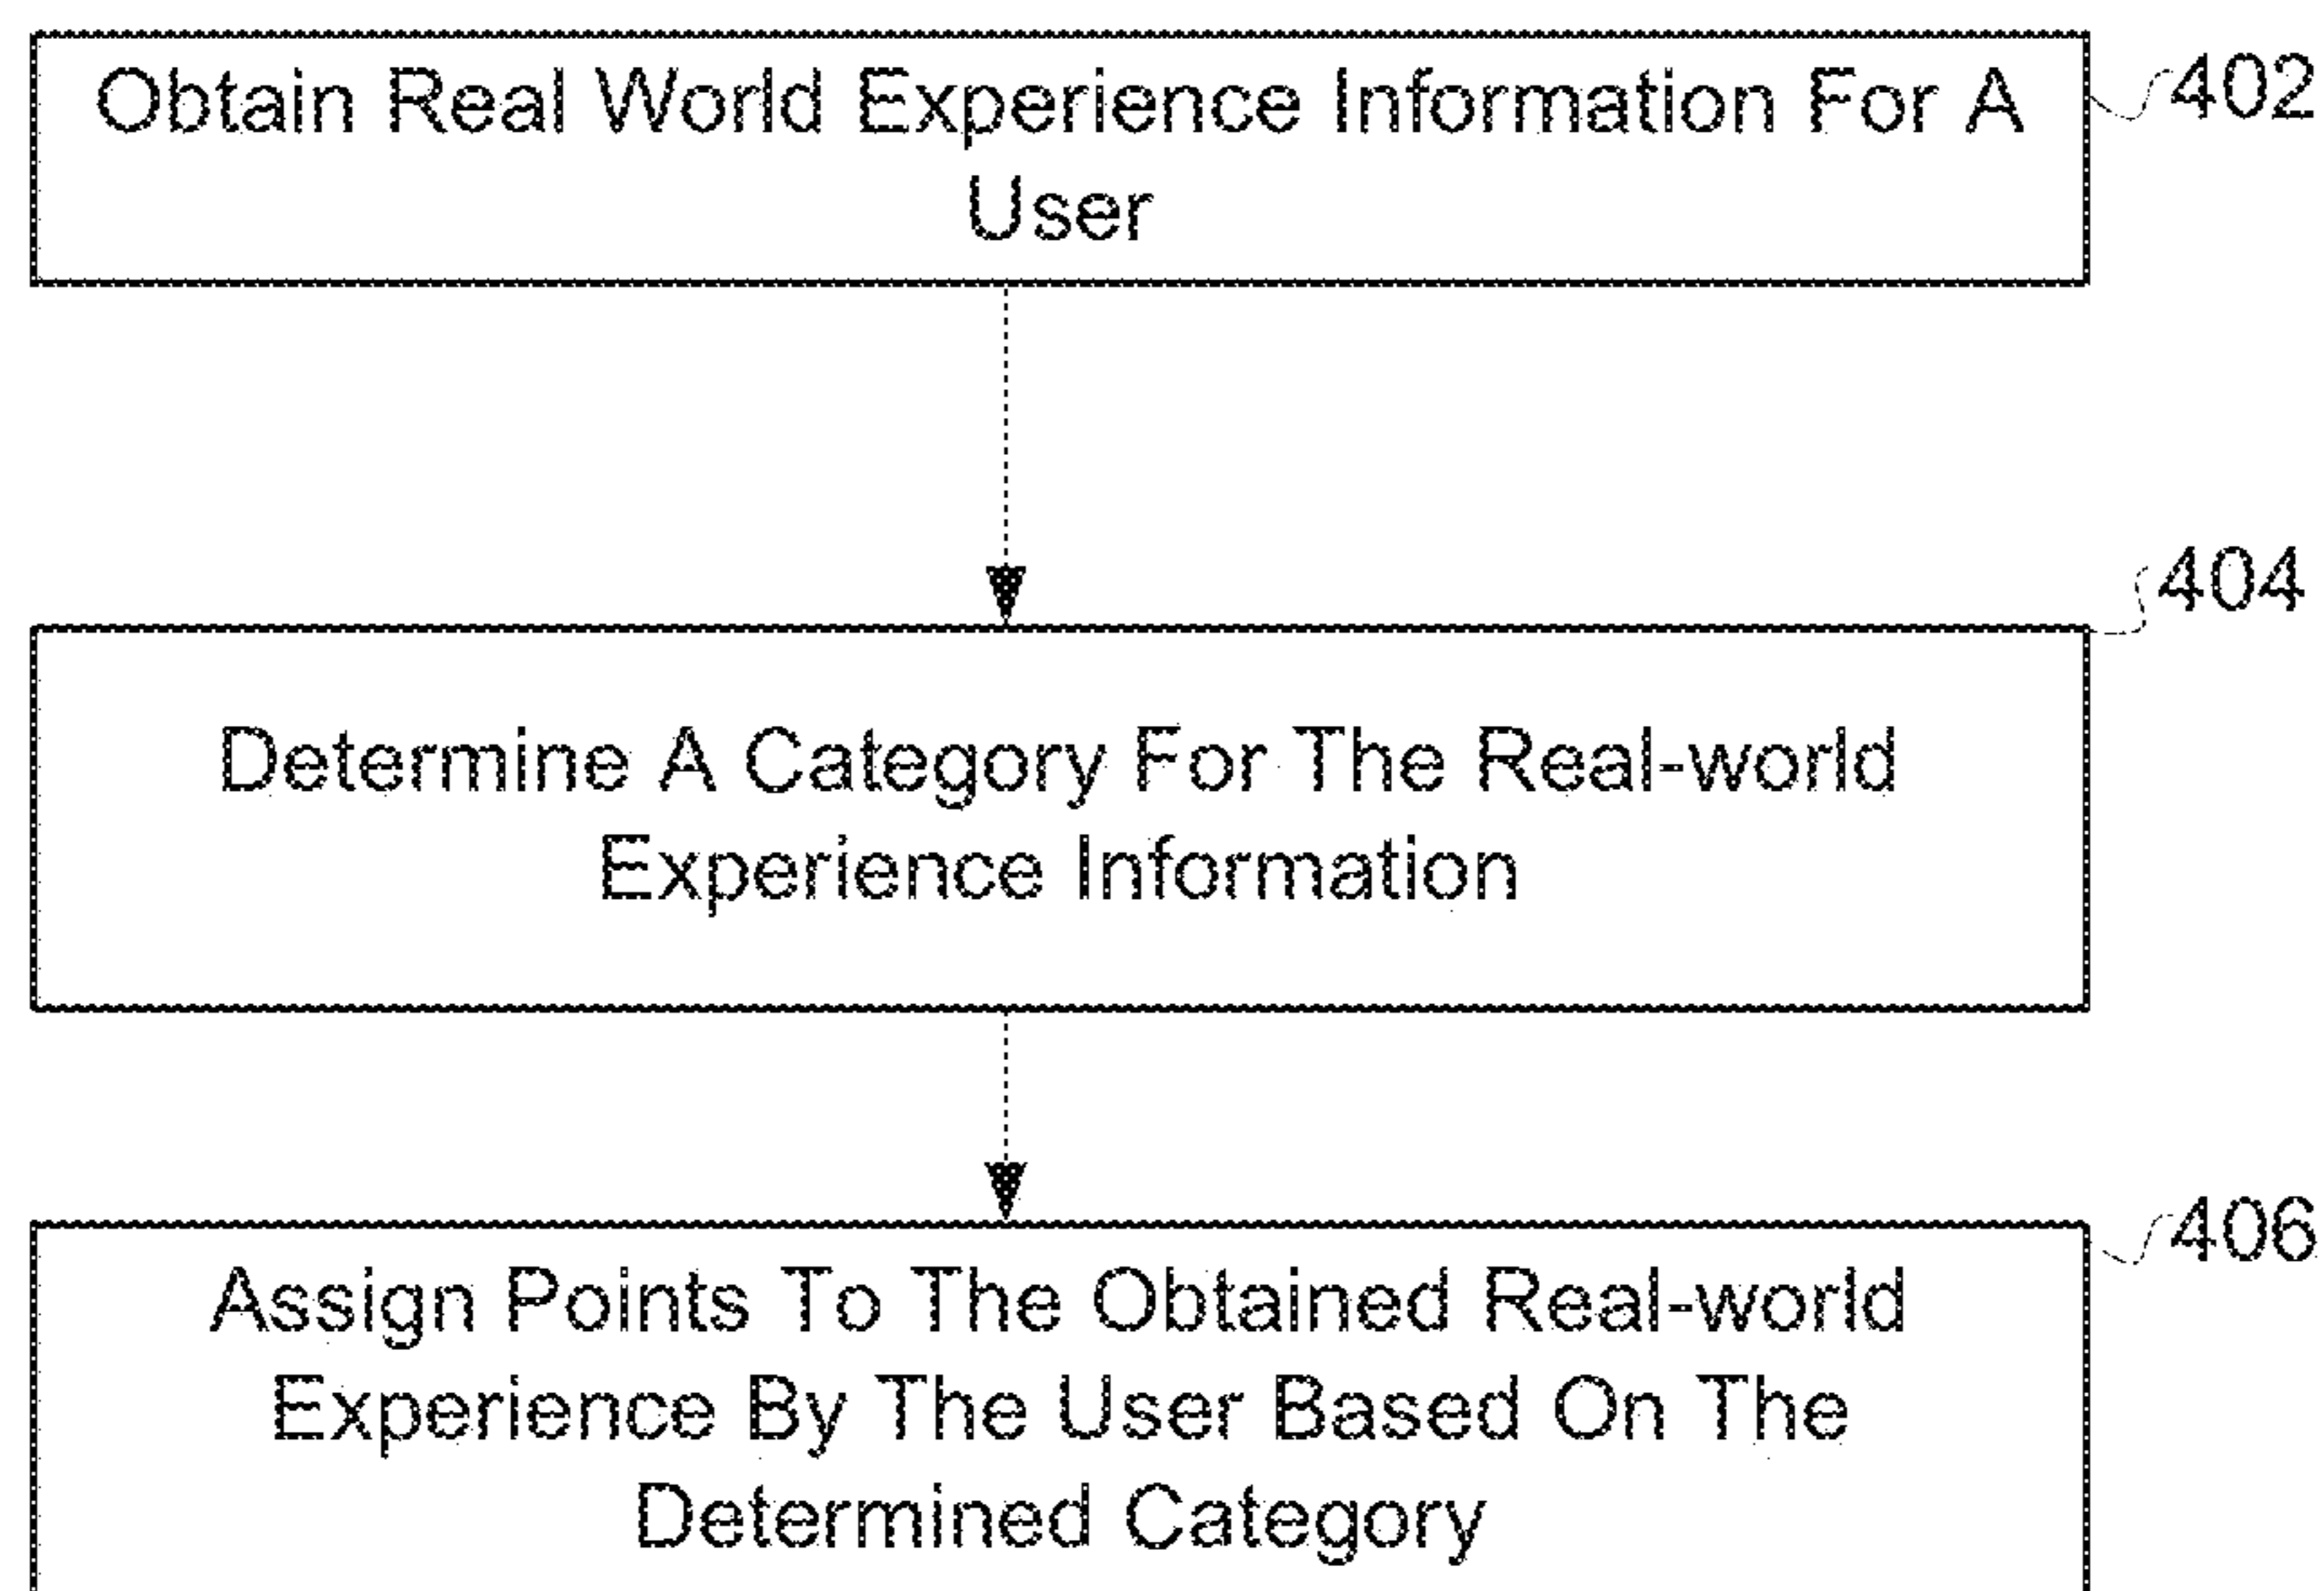 Obtain Real World Experience Information For A
User
402
404
Determine A Category For The Real-world
Experience Information
406
Assign Points To The Obtained Real-world
Experience By The User Based On The
Determined Category